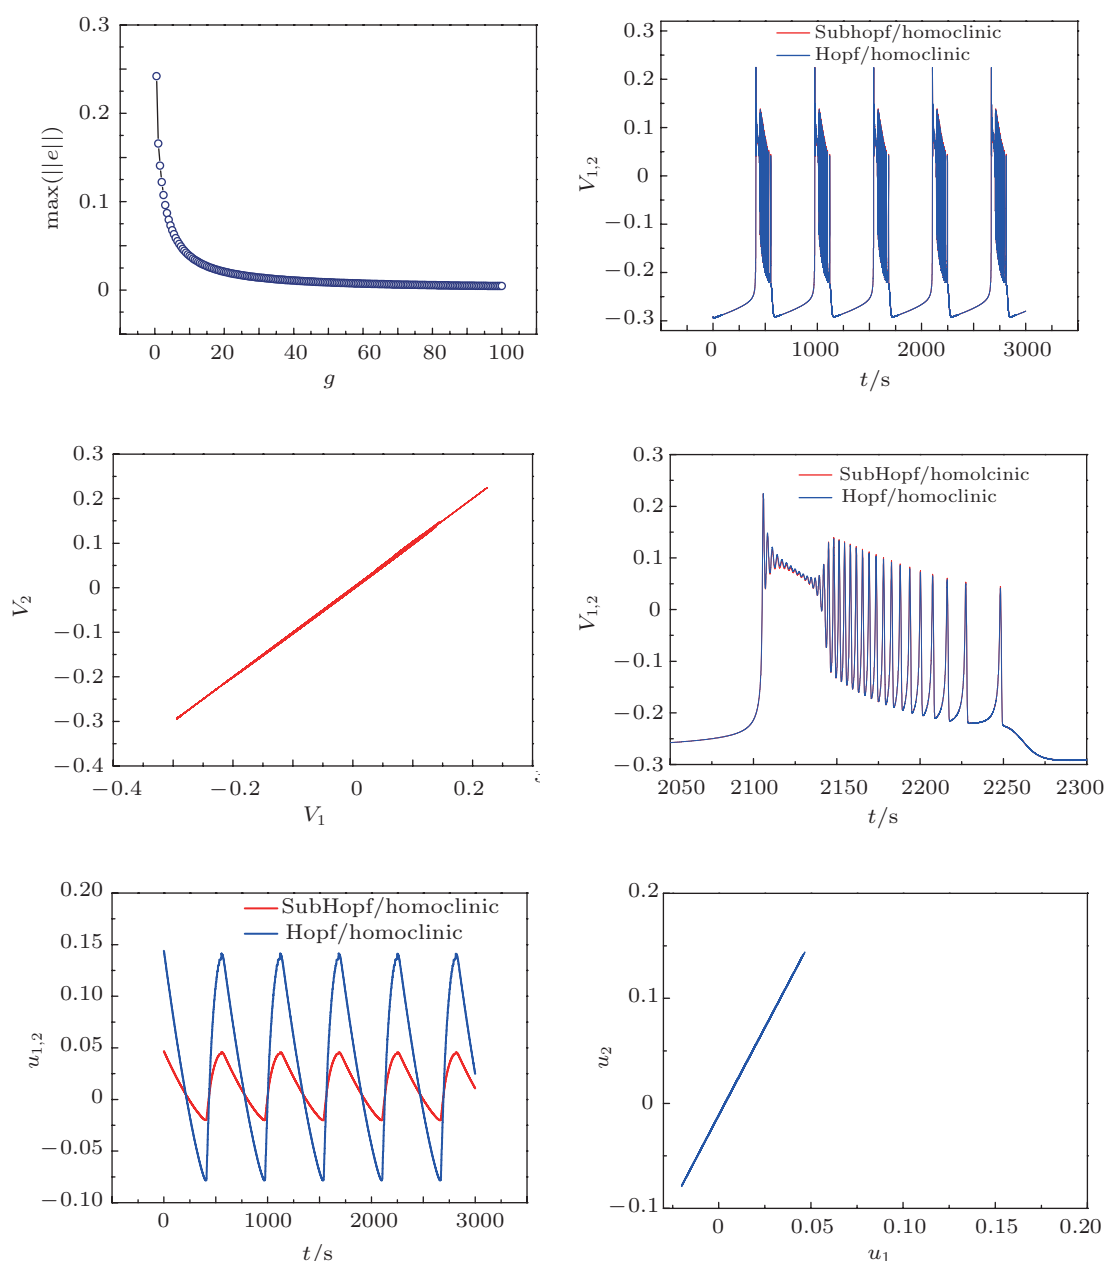 0.3
0.2
0.1
0
0 20 40 60 80 100
max(||e||)
g
Subhopf/homoclinic
Hopf/homoclinic
0.3
0.2
0.1
0
−0.1
−0.2
−0.3
0 1000 2000 3000
V1,2
t/s
0.3
0.2
0.1
0
−0.1
−0.2
−0.3
−0.4
−0.4 −0.2 0 0.2
V2
V1
SubHopf/homolcinic
Hopf/homoclinic
0.3
0.2
0.1
0
−0.1
−0.2
−0.3
2050 2100 2150 2200 2250 2300
V1,2
t/s
SubHopf/homoclinic
Hopf/homoclinic
0.20
0.15
0.10
0.05
0
−0.05
−0.10
0 1000 2000 3000
u1,2
t/s
0.2
0.1
0
−0.1
0 0.05 0.10 0.15 0.20
u2
u1